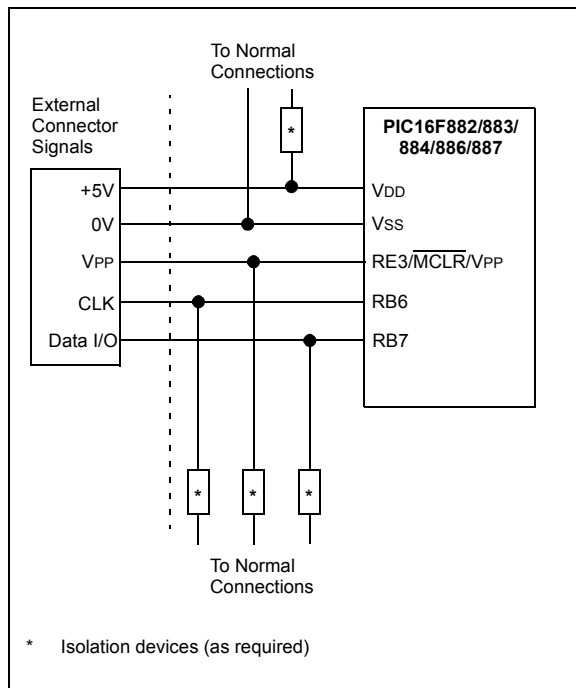 To Normal
Connections
External
Connector
Signals
*
PIC16F882/883/
884/886/887
+5V
VDD
0V
VSS
VPP
RE3/MCLR/VPP
CLK
RB6
Data I/O
RB7
* * *
To Normal
Connections
* Isolation devices (as required)